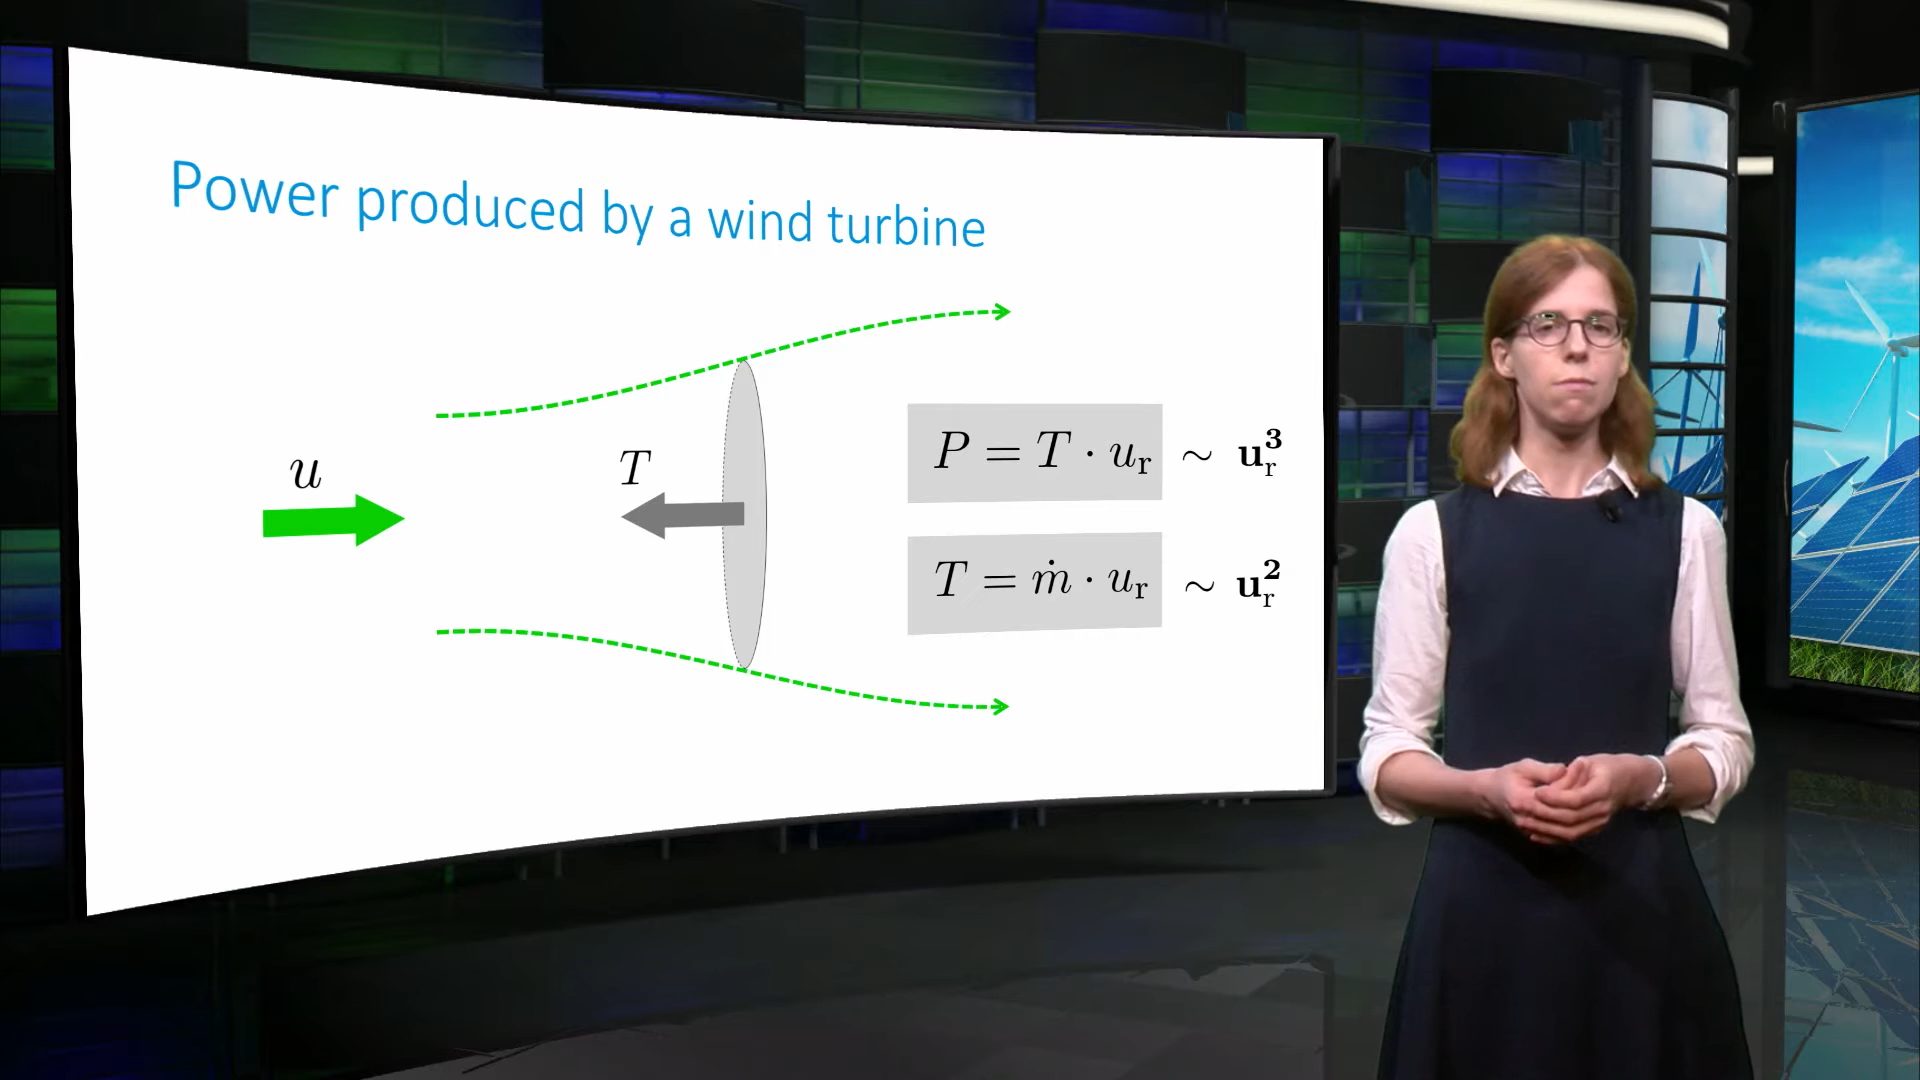 Power produced by a wind turbine
u
T
P = T · u_r ~ u_r^3
T = ṁ · u_r ~ u_r^2